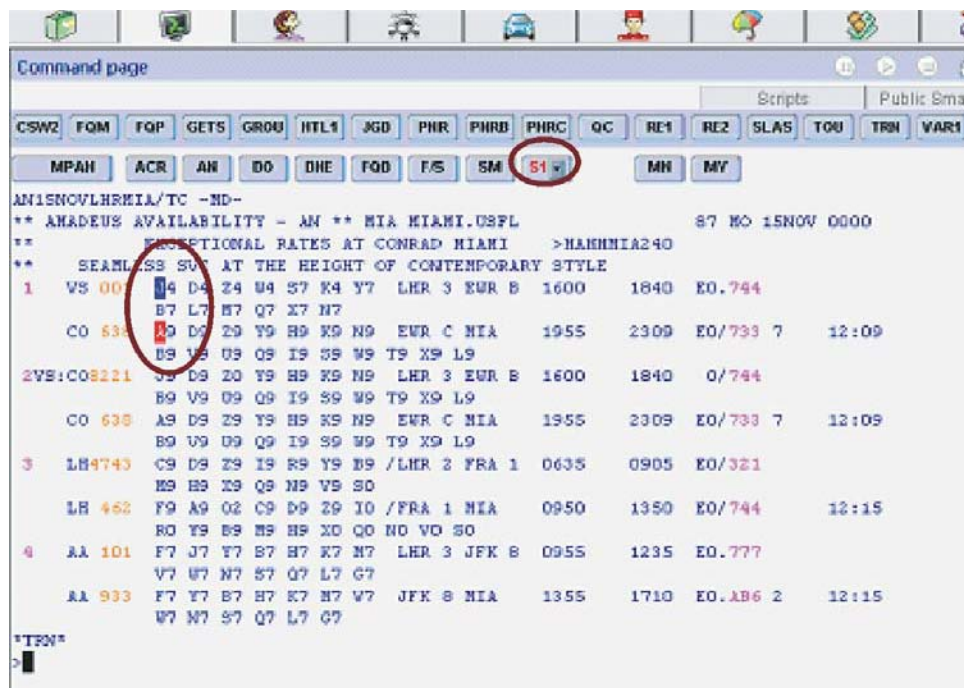 Command page
Scripts Public Sma
CSW2 FQM FQP GETS GROU HTL1 JGD PNR PNRB PNRC QC RE1 RE2 SLAS TOU TRN VAR1
MPAN ACR AN DO DNE FQD F/S SM S1 MN MY
AN15NOVLHRMIA/TC -MD-
** AMADEUS AVAILABILITY - AN ** MIA MIAMI.USFL 87 MO 15NOV 0000
** EXCEPTIONAL RATES AT CONRAD MIAMI >HAHMMIA240
** SEAMLESS SVC AT THE HEIGHT OF CONTEMPORARY STYLE
1 VS 001 J4 D4 Z4 W4 S7 K4 Y7 LHR 3 EWR B 1600 1840 E0.744
B7 L7 M7 Q7 X7 N7
CO 638 A9 D9 Z9 Y9 H9 K9 N9 EWR C MIA 1955 2309 E0/733 7 12:09
B9 V9 U9 Q9 I9 S9 W9 T9 X9 L9
2VS:CO8221 J9 D9 Z0 Y9 H9 K9 N9 LHR 3 EWR B 1600 1840 0/744
B9 V9 U9 Q9 I9 S9 W9 T9 X9 L9
CO 638 A9 D9 Z9 Y9 H9 K9 N9 EWR C MIA 1955 2309 E0/733 7 12:09
B9 V9 U9 Q9 I9 S9 W9 T9 X9 L9
3 LH4743 C9 D9 Z9 I9 R9 Y9 B9 /LHR 2 FRA 1 0635 0905 E0/321
M9 H9 X9 Q9 N9 V9 S0
LH 462 F9 A9 O2 C9 D9 Z9 I0 /FRA 1 MIA 0950 1350 E0/744 12:15
R0 Y9 B9 M9 H9 X0 Q0 N0 V0 S0
4 AA 101 F7 J7 Y7 B7 H7 K7 M7 LHR 3 JFK 8 0955 1235 E0.777
V7 W7 N7 S7 Q7 L7 G7
AA 933 F7 Y7 B7 H7 K7 M7 V7 JFK 8 MIA 1355 1710 E0.AB6 2 12:15
W7 N7 S7 Q7 L7 G7
*TRN*
>